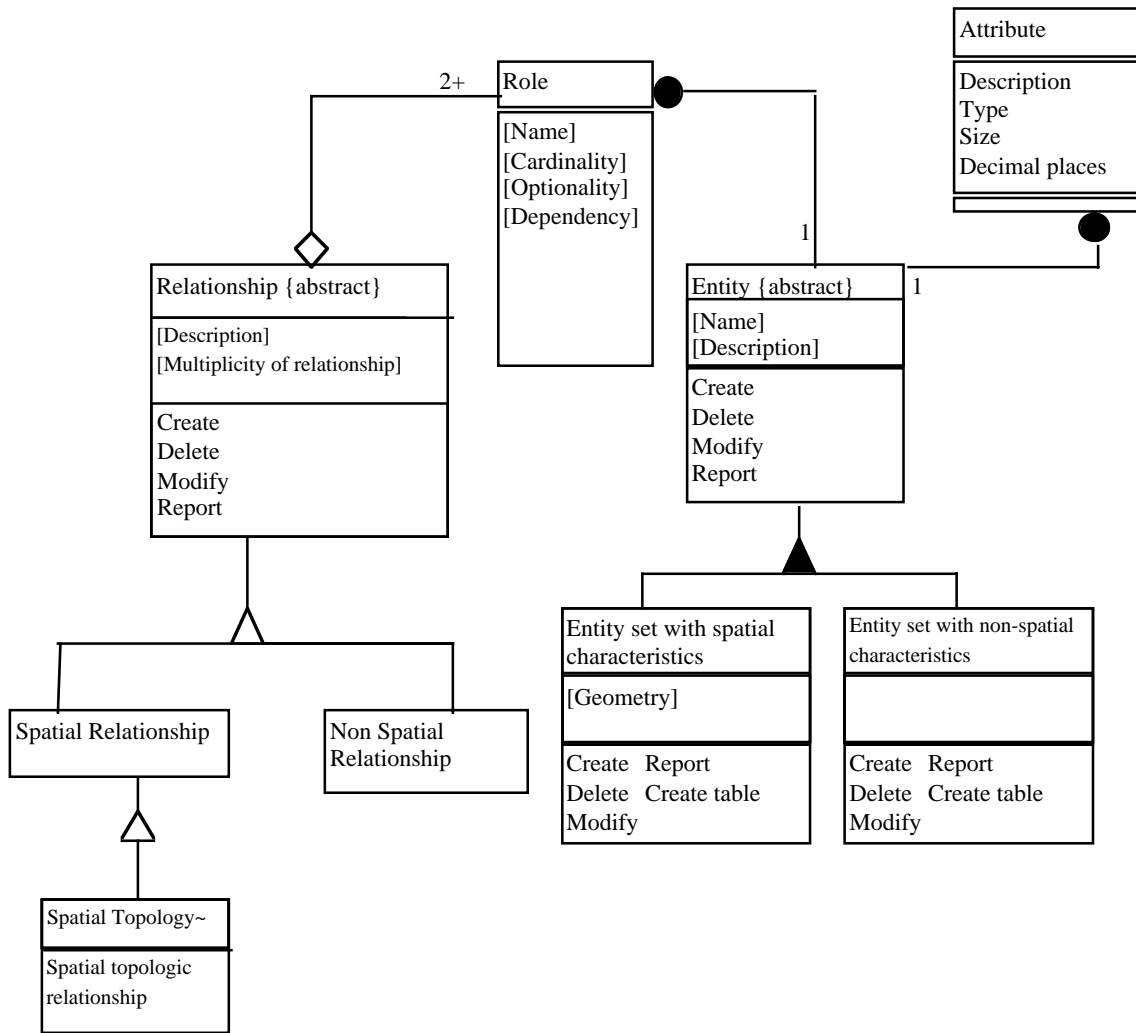 Attribute
Description
Type
Size
Decimal places
2+
Role
[Name]
[Cardinality]
[Optionality]
[Dependency]
1
Relationship {abstract}
[Description]
[Multiplicity of relationship]
Create
Delete
Modify
Report
Entity {abstract}
1
[Name]
[Description]
Create
Delete
Modify
Report
Entity set with spatial
characteristics
[Geometry]
Create Report
Delete Create table
Modify
Entity set with non-spatial
characteristics
Create Report
Delete Create table
Modify
Spatial Relationship
Non Spatial
Relationship
Spatial Topology~
Spatial topologic
relationship